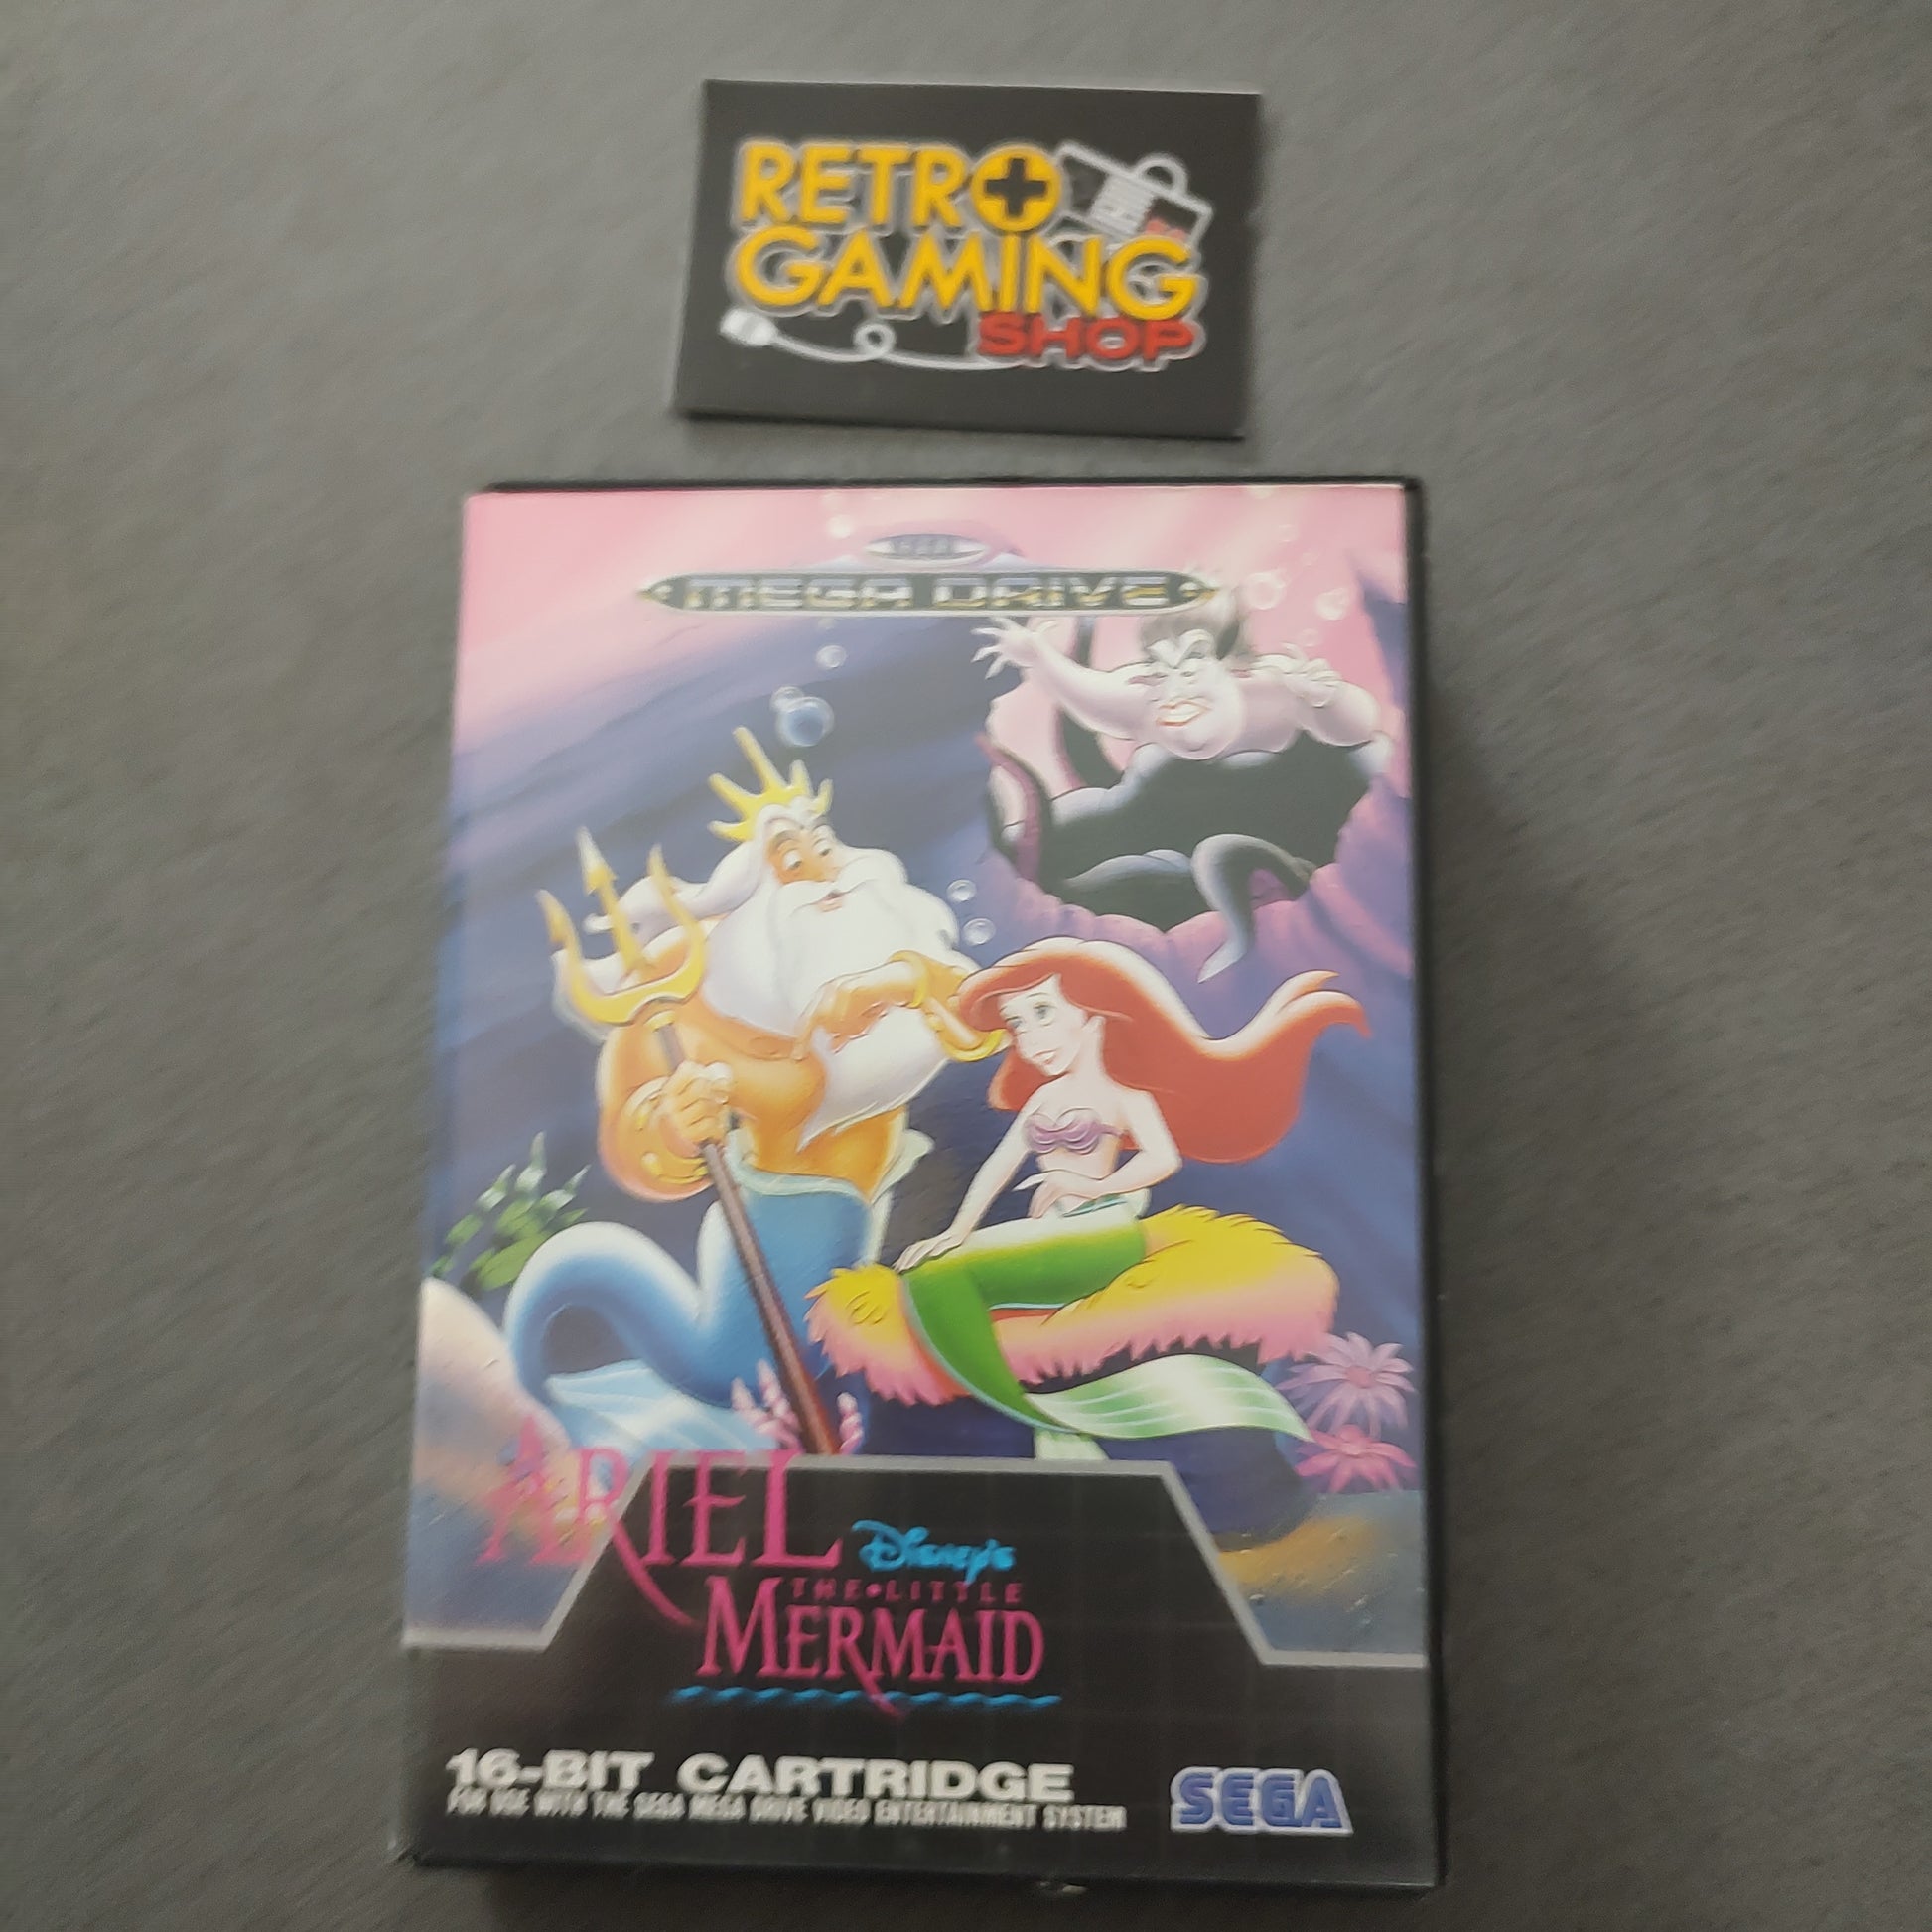 RETRO
GAMING
SHOP
SEGA
MEGA DRIVE
ARIEL
DISNEY'S
THE•LITTLE
MERMAID
16-BIT CARTRIDGE
FOR USE WITH THE SEGA MEGA DRIVE VIDEO ENTERTAINMENT SYSTEM
SEGA